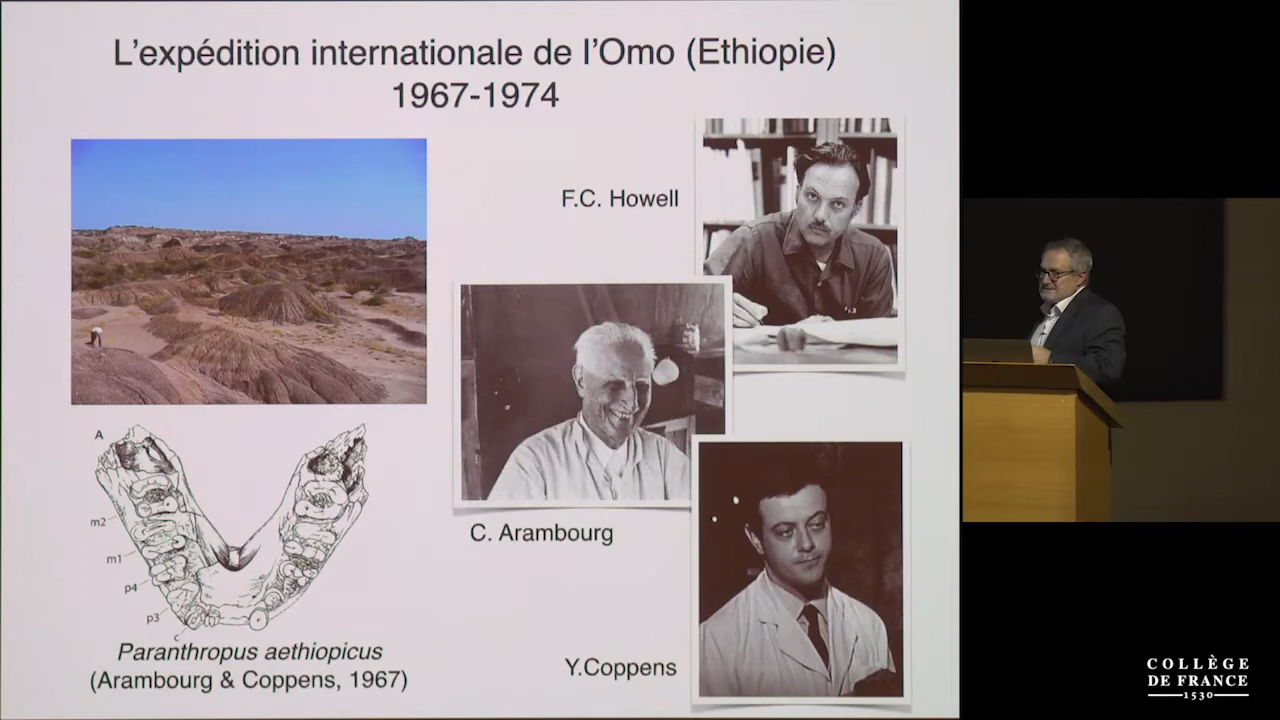 L'expédition internationale de l'Omo (Ethiopie)
1967-1974
F.C. Howell
C. Arambourg
Y.Coppens
A
m2
m1
p4
p3
c
Paranthropus aethiopicus
(Arambourg & Coppens, 1967)
COLLÈGE
DE FRANCE
1530